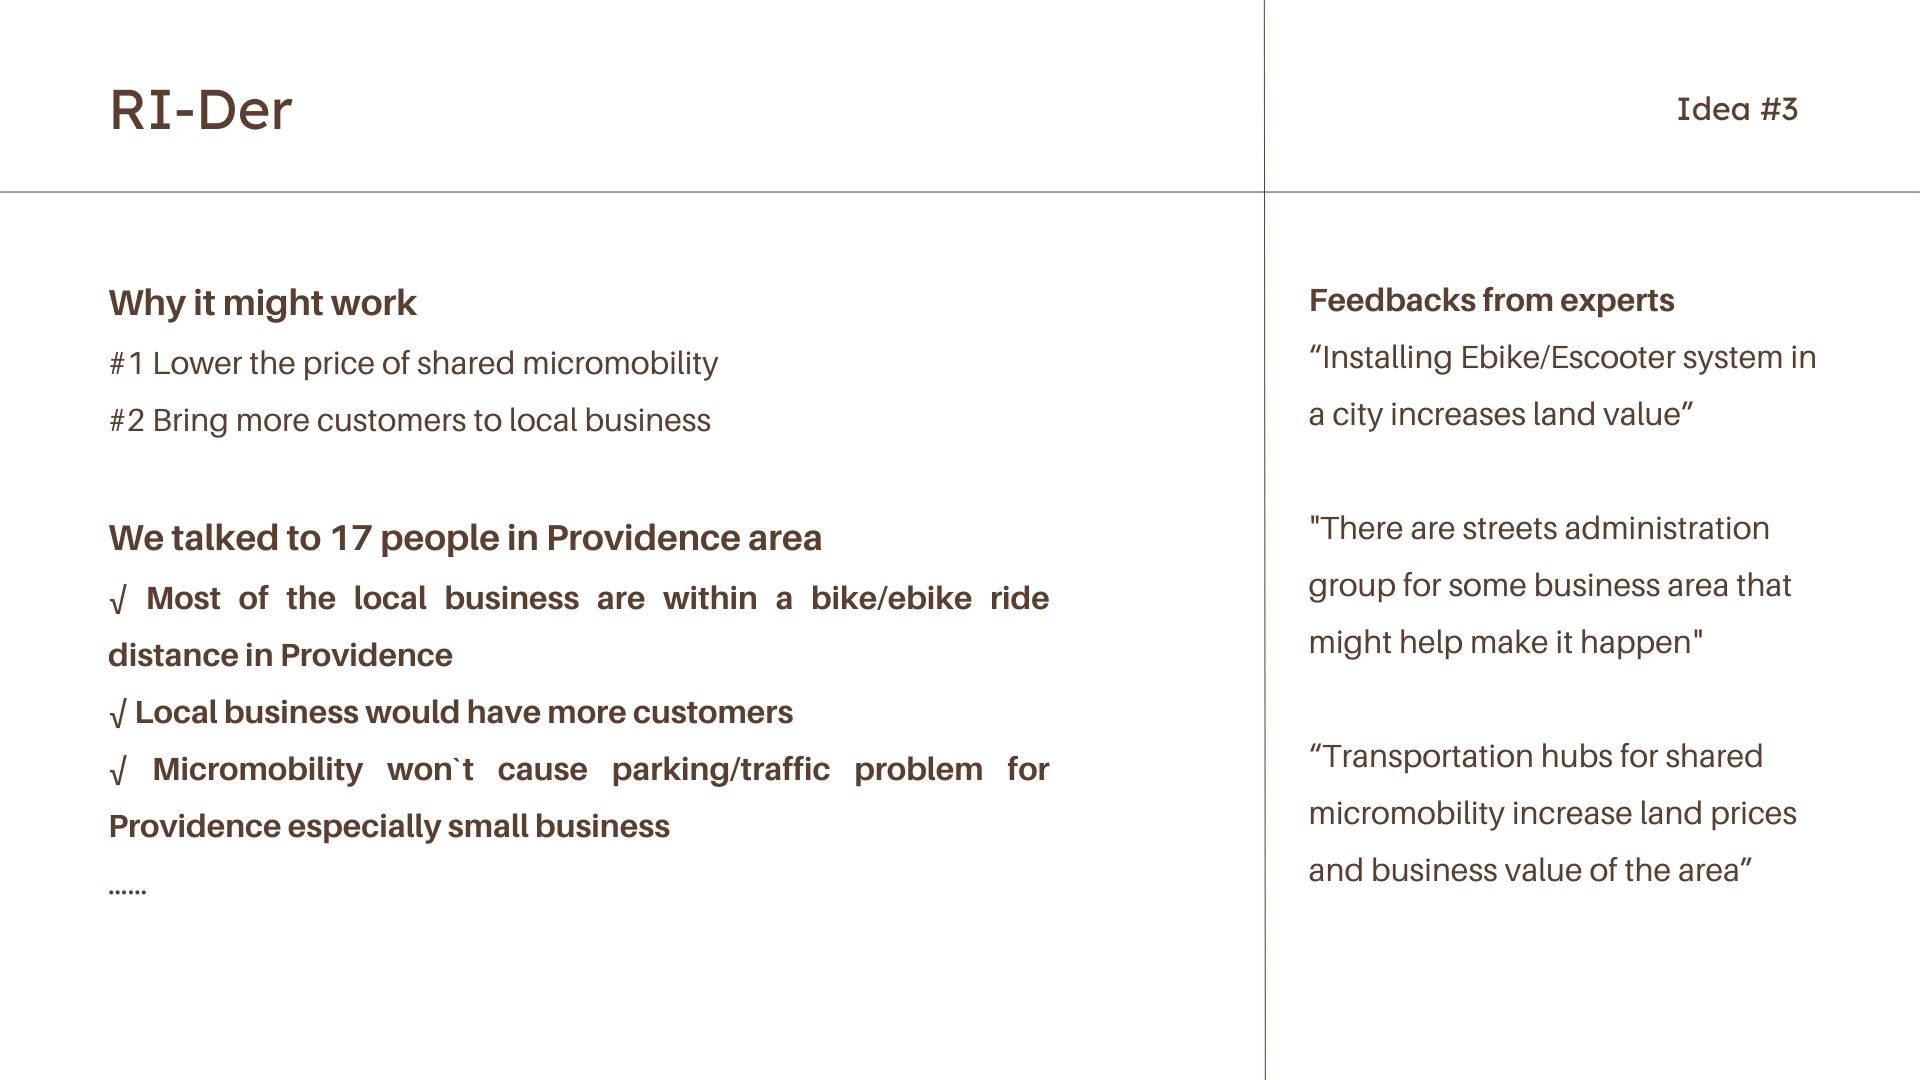 RI-Der
Idea #3
Why it might work
#1 Lower the price of shared micromobility
#2 Bring more customers to local business
We talked to 17 people in Providence area
√ Most of the local business are within a bike/ebike ride
distance in Providence
√ Local business would have more customers
√ Micromobility won`t cause parking/traffic problem for
Providence especially small business
......
Feedbacks from experts
“Installing Ebike/Escooter system in
a city increases land value”
"There are streets administration
group for some business area that
might help make it happen"
“Transportation hubs for shared
micromobility increase land prices
and business value of the area”